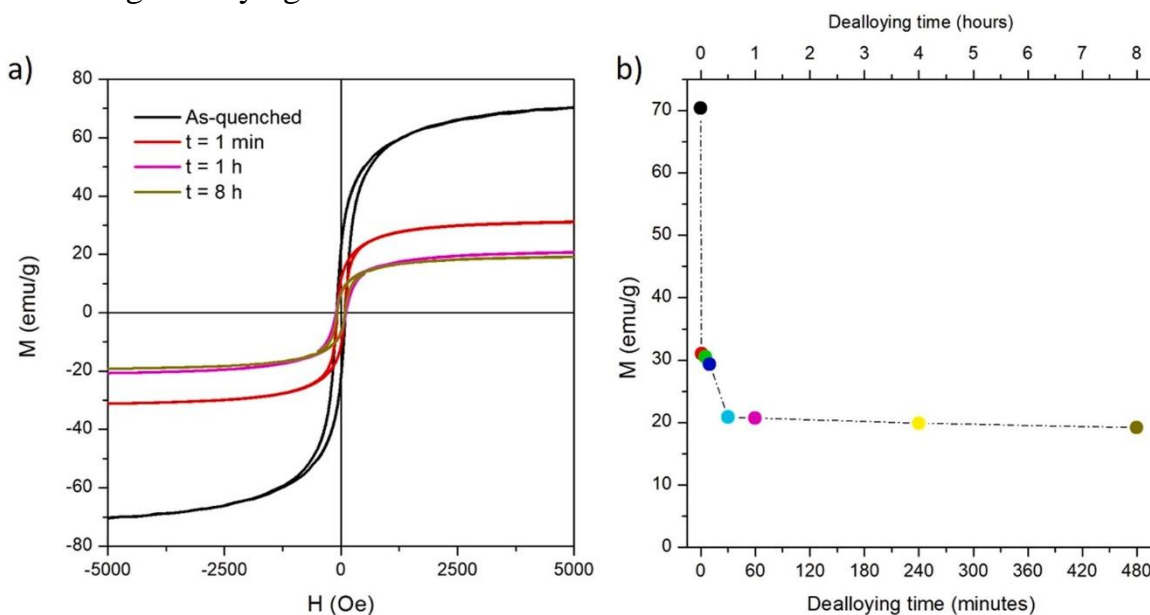 a)
M (emu/g)
80
60
40
20
0
-20
-40
-60
-80
As-quenched
t = 1 min
t = 1 h
t = 8 h
-5000 -2500 0 2500 5000
H (Oe)
b)
Dealloying time (hours)
0 1 2 3 4 5 6 7 8
M (emu/g)
70
60
50
40
30
20
10
0
0 60 120 180 240 300 360 420 480
Dealloying time (minutes)